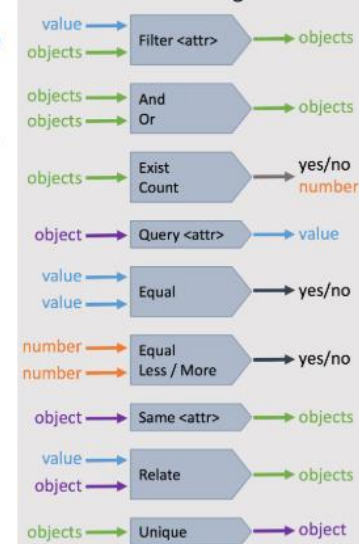 value
Filter <attr>
objects
objects
objects
And
objects
objects
Or
Exist
yes/no
objects
Count
number
object
Query <attr>
value
value
Equal
yes/no
value
number
Equal
yes/no
number
Less / More
object
Same <attr>
objects
value
Relate
objects
object
objects
Unique
object